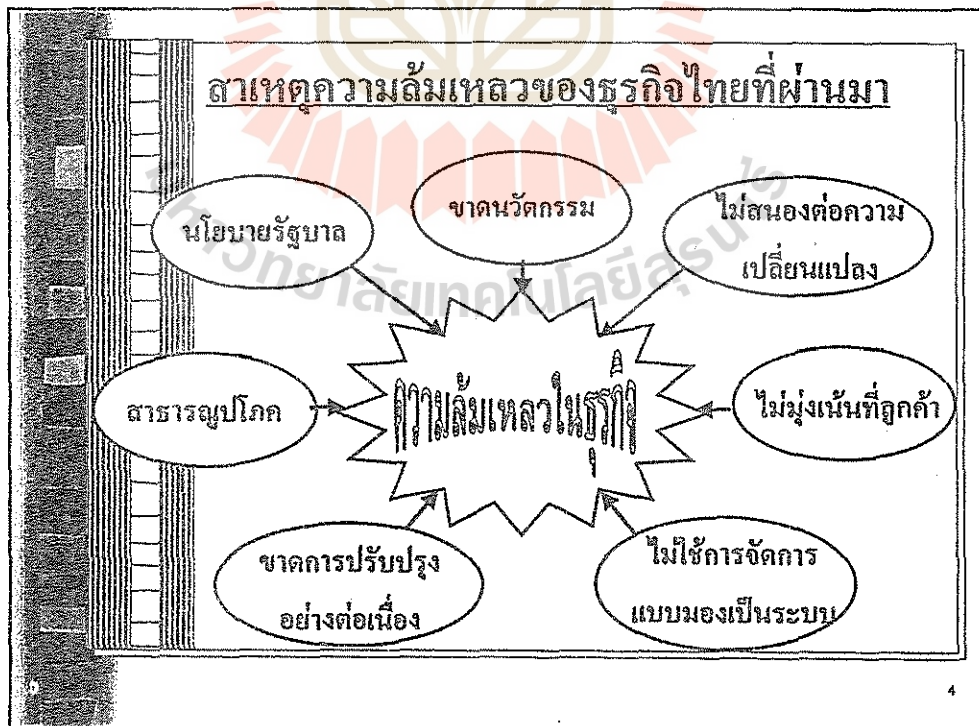 สาเหตุความล้มเหลวของธุรกิจไทยที่ผ่านมา
ขาดนวัตกรรม
นโยบายรัฐบาล
ไม่สนองต่อความ
เปลี่ยนแปลง
สาธารณูปโภค
ความล้มเหลวในธุรกิจ
ไม่มุ่งเน้นที่ลูกค้า
ขาดการปรับปรุง
อย่างต่อเนื่อง
ไม่ใช้การจัดการ
แบบมองเป็นระบบ
4